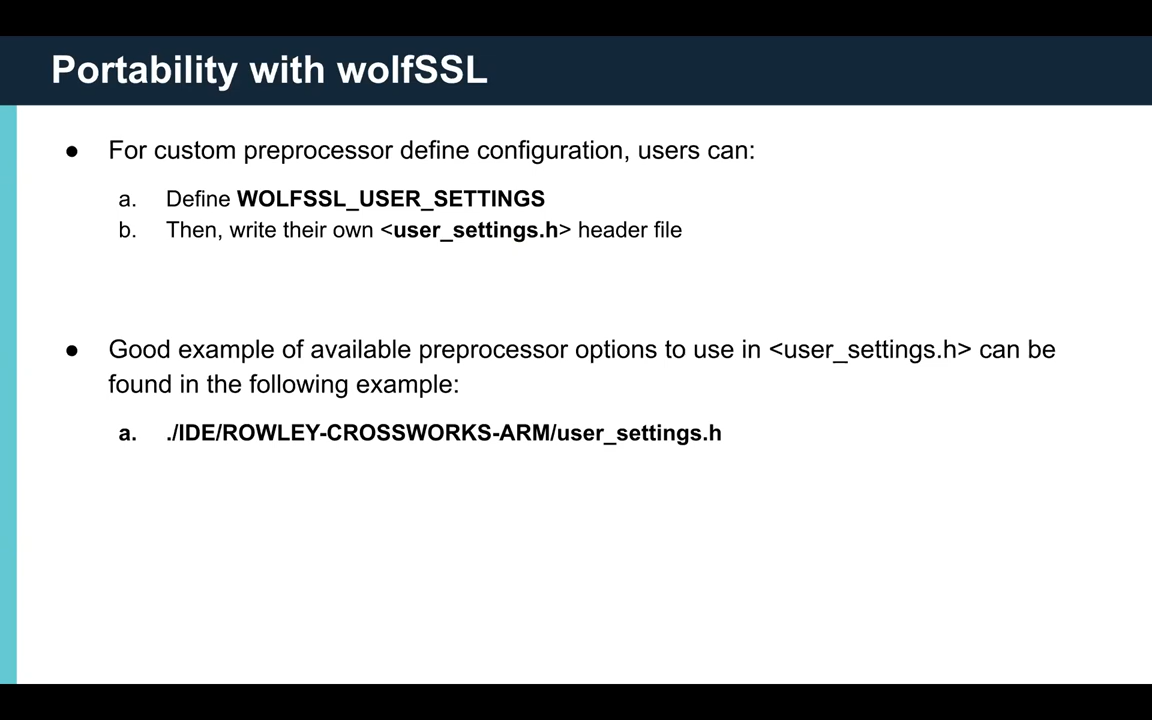 Portability with wolfSSL
● For custom preprocessor define configuration, users can:
a. Define WOLFSSL_USER_SETTINGS
b. Then, write their own <user_settings.h> header file
● Good example of available preprocessor options to use in <user_settings.h> can be
found in the following example:
a. ./IDE/ROWLEY-CROSSWORKS-ARM/user_settings.h